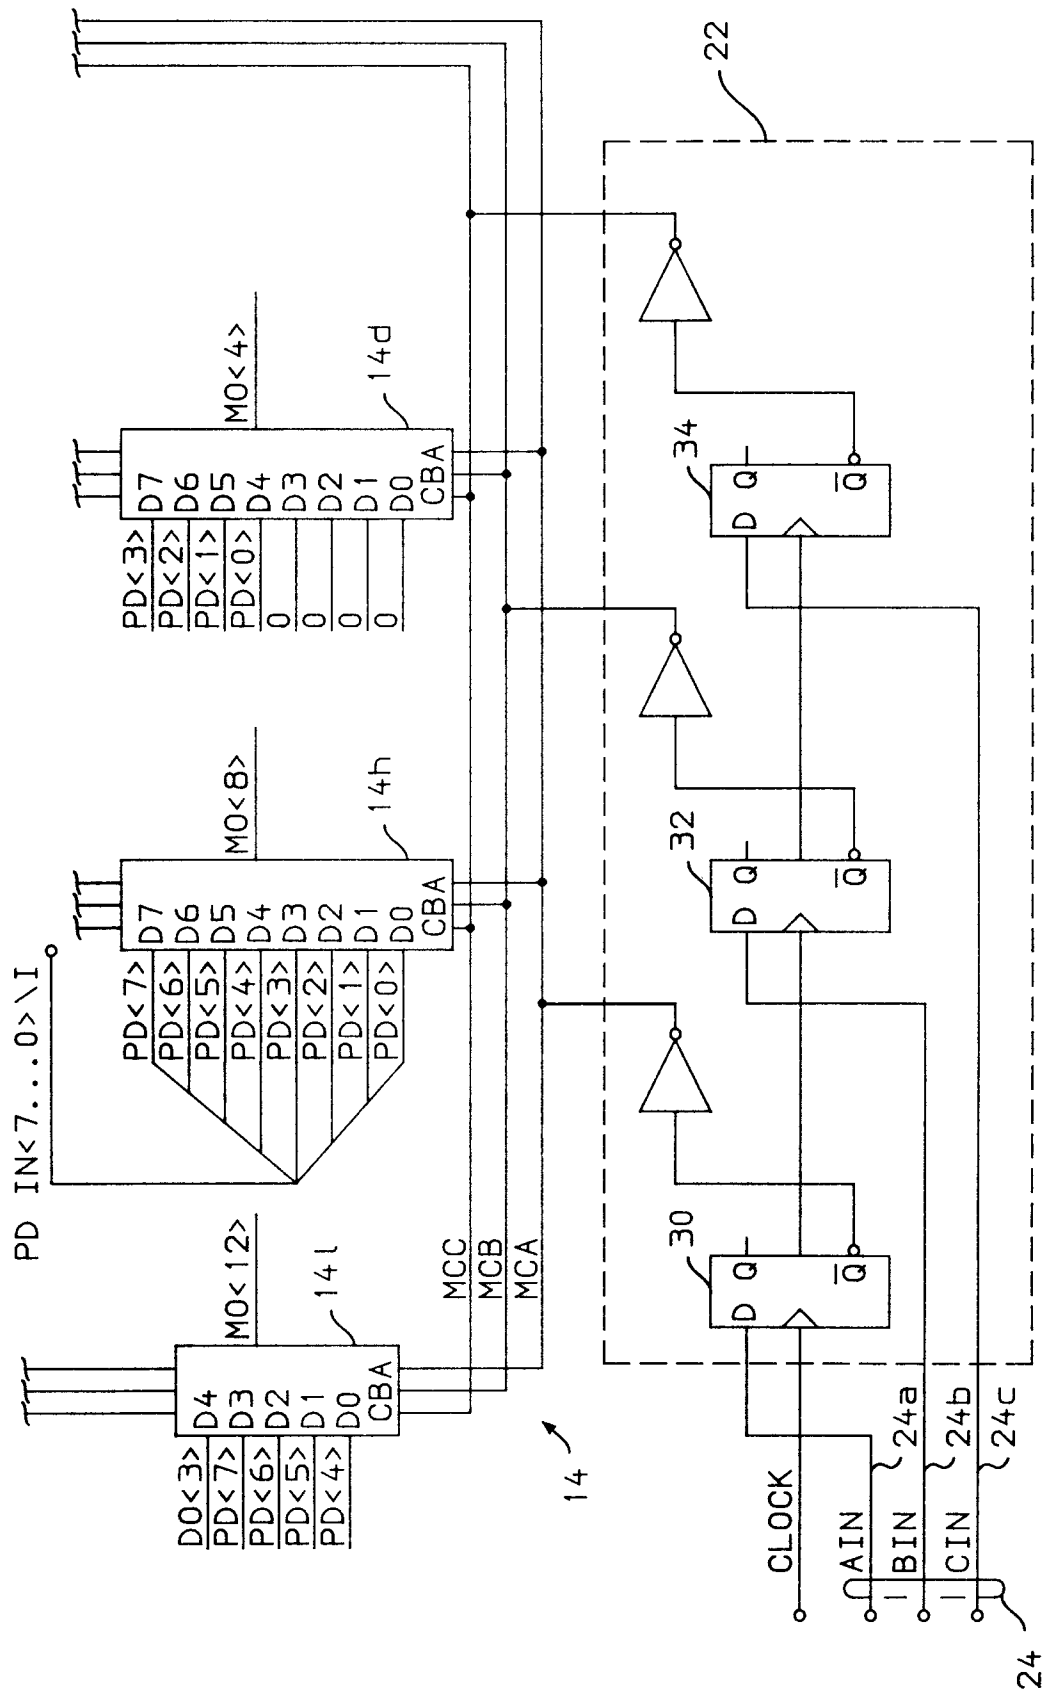 PD IN<7...0>\I
DO<3>
PD<7>
PD<6>
PD<5>
PD<4>
D4
D3
D2
D1
D0
CBA
MO<12>
14l
PD<7>
PD<6>
PD<5>
PD<4>
PD<3>
PD<2>
PD<1>
PD<0>
D7
D6
D5
D4
D3
D2
D1
D0
CBA
MO<8>
14h
PD<3>
PD<2>
PD<1>
PD<0>
0
0
0
0
D7
D6
D5
D4
D3
D2
D1
D0
CBA
MO<4>
14d
MCC
MCB
MCA
14
22
30
D Q
Q̅
32
D Q
Q̅
34
D Q
Q̅
CLOCK
AIN
BIN
CIN
24a
24b
24c
24